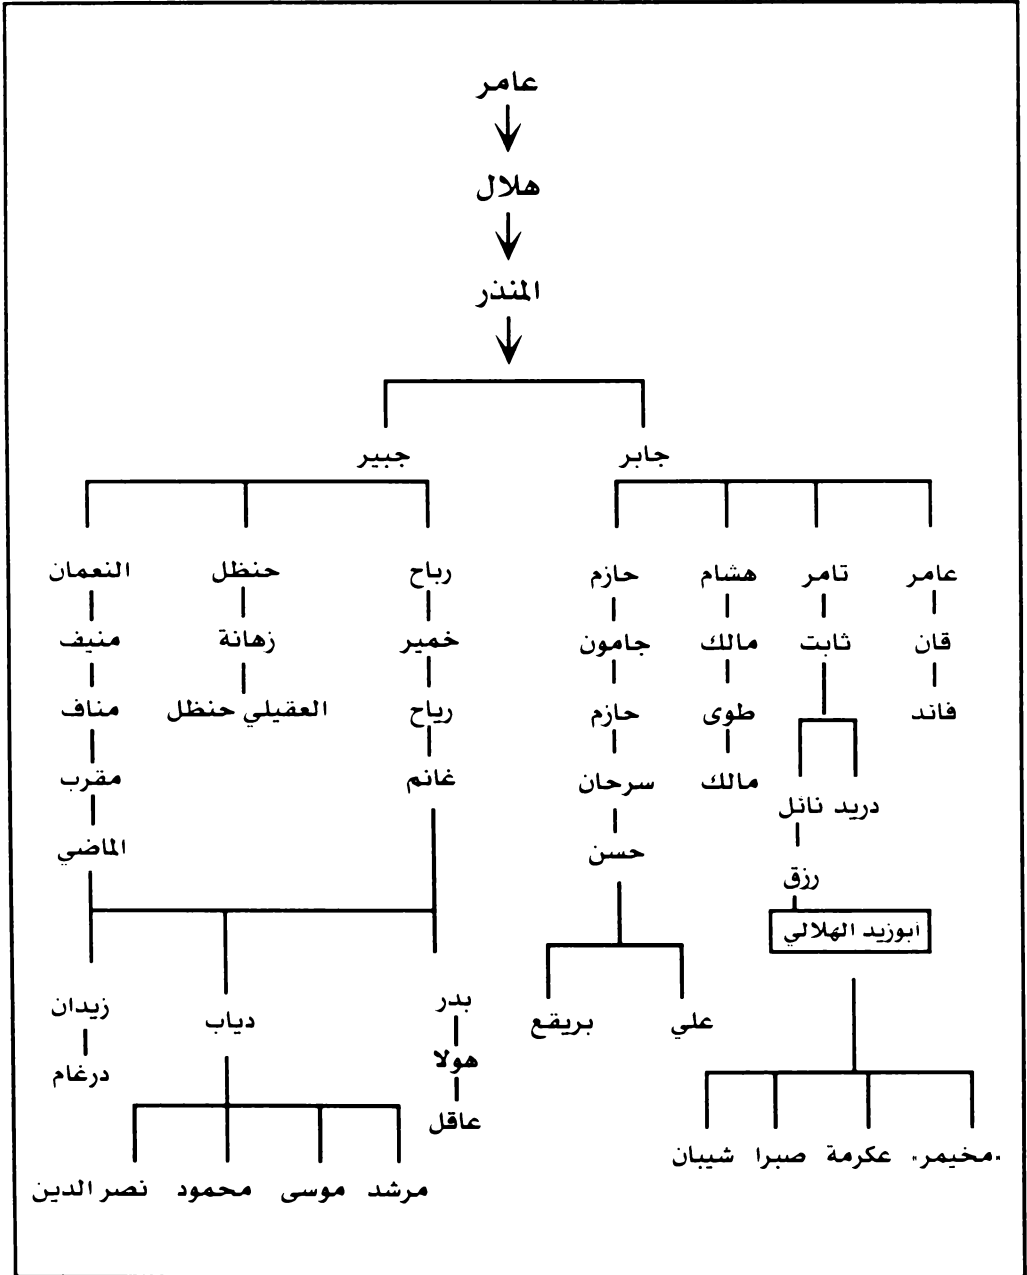 عامر
هلال
المنذر
جابر جبير
عامر تامر هشام حازم رباح حنظل النعمان
قان ثابت مالك جامون خمير زهانة منيف
فاند طوى حازم رياح العقيلي حنظل مناف
مالك سرحان غانم مقرب
دريد نائل
حسن الماضي
رزق
أبوزيد الهلالي
علي بريقع بدر دياب زيدان
هولا درغام
عاقل
«مخيمر» عكرمة صبرا شيبان
مرشد موسى محمود نصر الدين